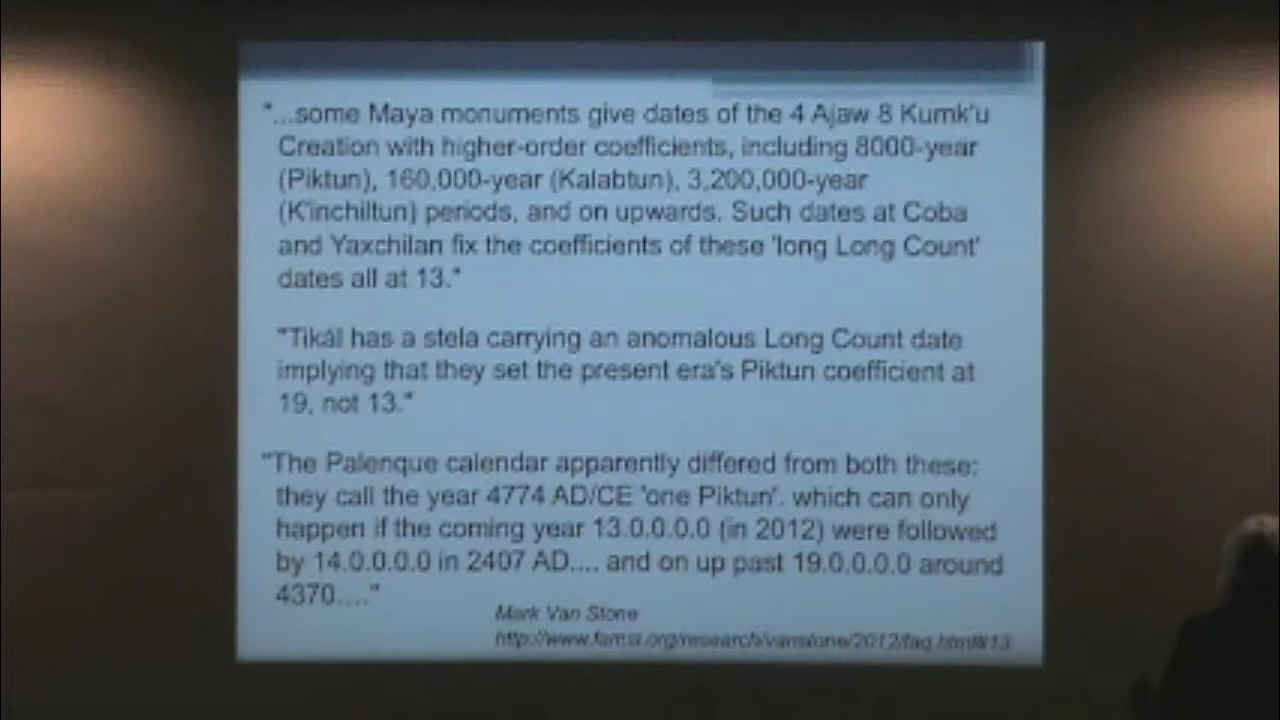 "...some Maya monuments give dates of the 4 Ajaw 8 Kumk'u
Creation with higher-order coefficients, including 8000-year
(Piktun), 160,000-year (Kalabtun), 3,200,000-year
(K'inchiltun) periods, and on upwards. Such dates at Coba
and Yaxchilan fix the coefficients of these 'long Long Count'
dates all at 13."
"Tikál has a stela carrying an anomalous Long Count date
implying that they set the present era's Piktun coefficient at
19, not 13."
"The Palenque calendar apparently differed from both these:
they call the year 4774 AD/CE 'one Piktun', which can only
happen if the coming year 13.0.0.0.0 (in 2012) were followed
by 14.0.0.0.0 in 2407 AD.... and on up past 19.0.0.0.0 around
4370...."
Mark Van Stone
http://www.famsi.org/research/vanstone/2012/faq.html#13